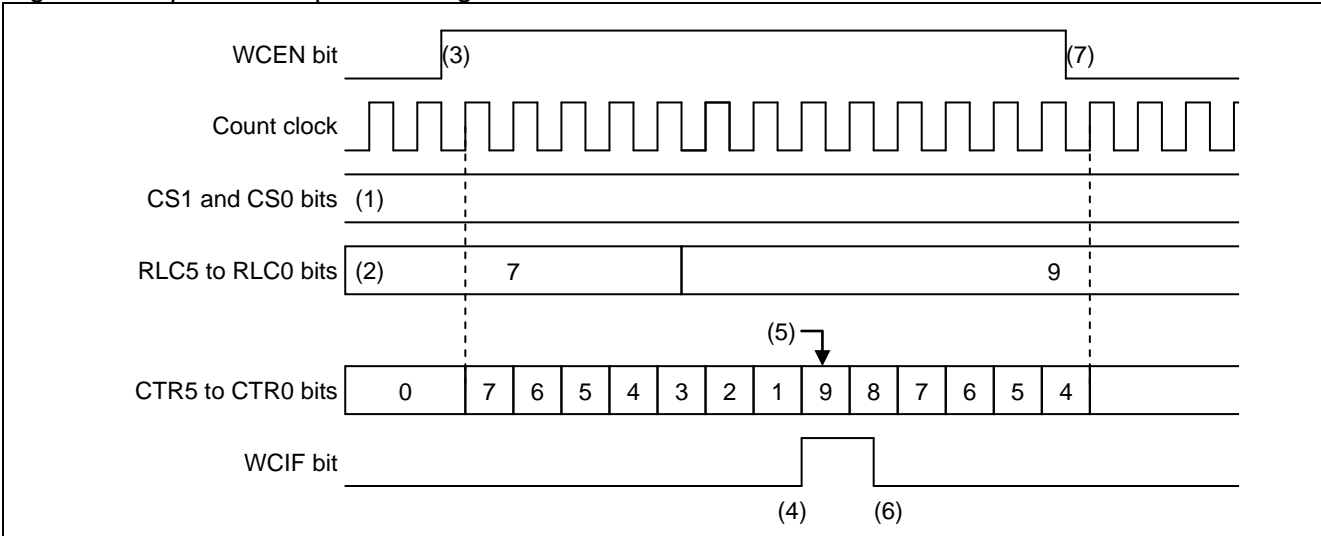 WCEN bit (3) (7)
Count clock
CS1 and CS0 bits (1)
RLC5 to RLC0 bits (2) 7 9
(5)
CTR5 to CTR0 bits 0 7 6 5 4 3 2 1 9 8 7 6 5 4
WCIF bit
(4) (6)